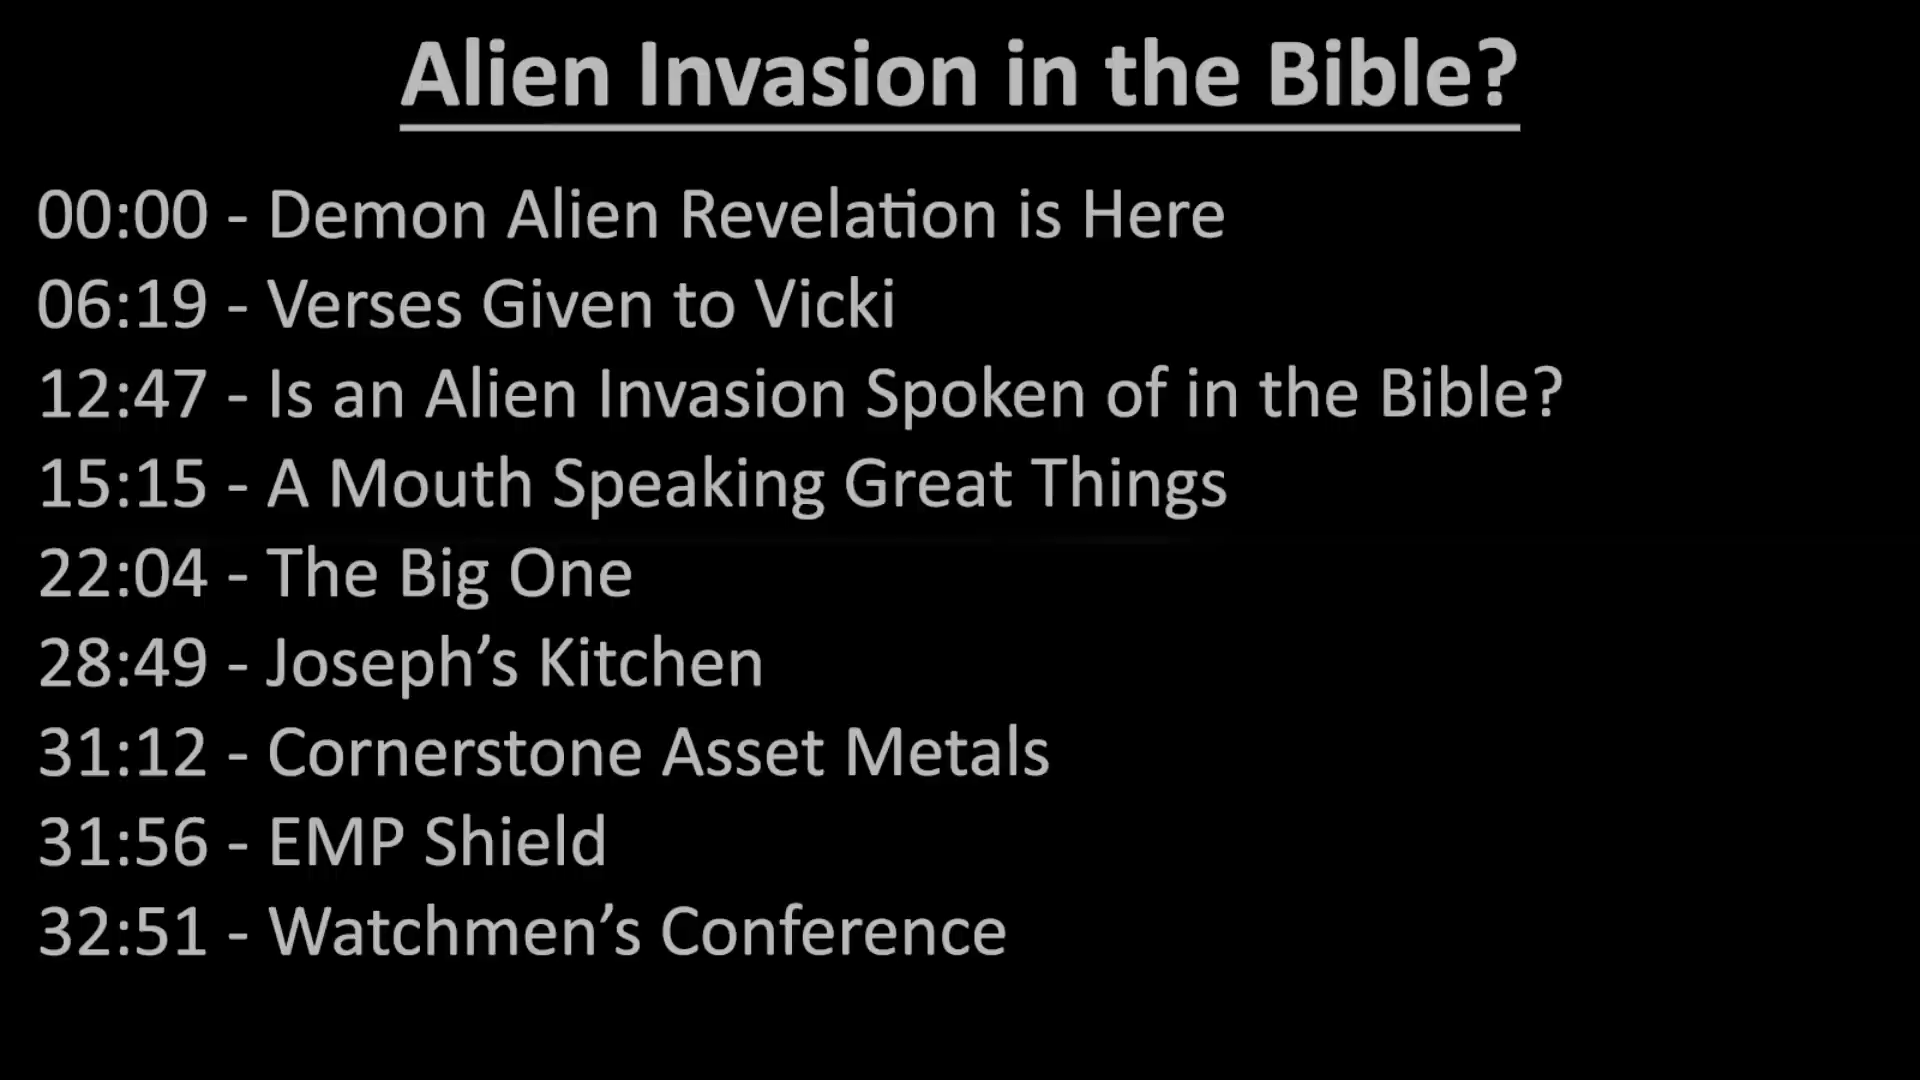 Alien Invasion in the Bible?
00:00 - Demon Alien Revelation is Here
06:19 - Verses Given to Vicki
12:47 - Is an Alien Invasion Spoken of in the Bible?
15:15 - A Mouth Speaking Great Things
22:04 - The Big One
28:49 - Joseph’s Kitchen
31:12 - Cornerstone Asset Metals
31:56 - EMP Shield
32:51 - Watchmen’s Conference